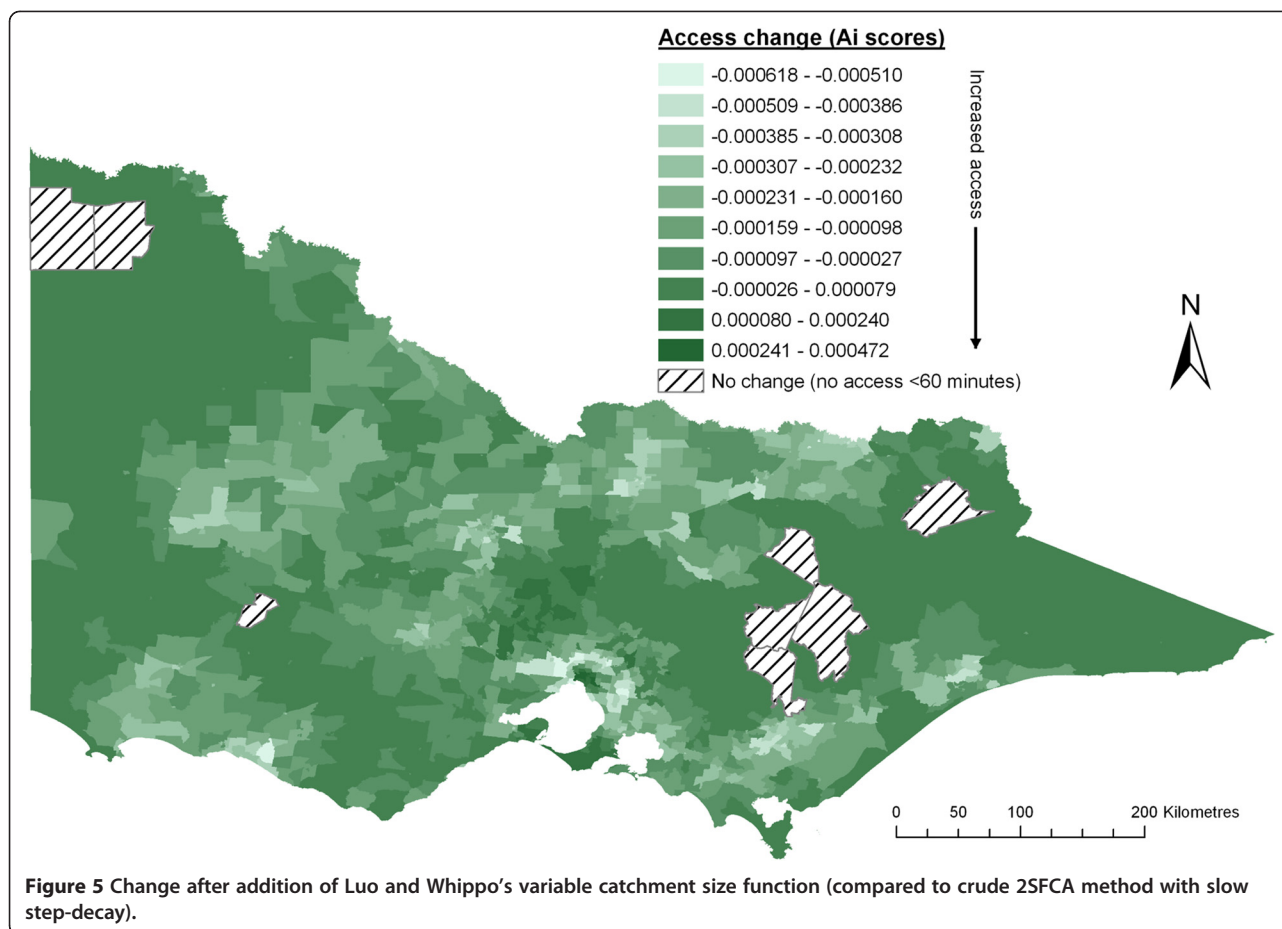 Access change (Ai scores)
-0.000618 - -0.000510
-0.000509 - -0.000386
-0.000385 - -0.000308
-0.000307 - -0.000232
-0.000231 - -0.000160
-0.000159 - -0.000098
-0.000097 - -0.000027
-0.000026 - 0.000079
0.000080 - 0.000240
0.000241 - 0.000472
No change (no access <60 minutes)
Increased access
N
0 50 100 200 Kilometres
Figure 5 Change after addition of Luo and Whippo's variable catchment size function (compared to crude 2SFCA method with slow
step-decay).